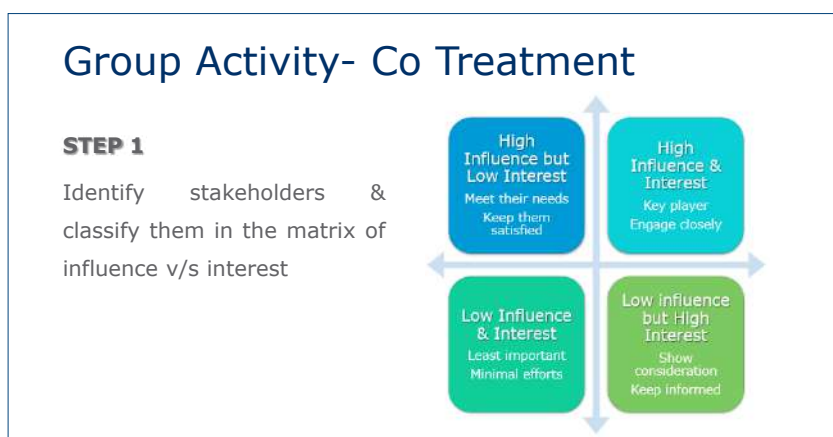 Group Activity- Co Treatment
STEP 1
Identify stakeholders &
classify them in the matrix of
influence v/s interest
High
Influence but
Low Interest
Meet their needs
Keep them
satisfied
High
Influence &
Interest
Key player
Engage closely
Low Influence
& Interest
Least important
Minimal efforts
Low influence
but High
Interest
Show
consideration
Keep informed